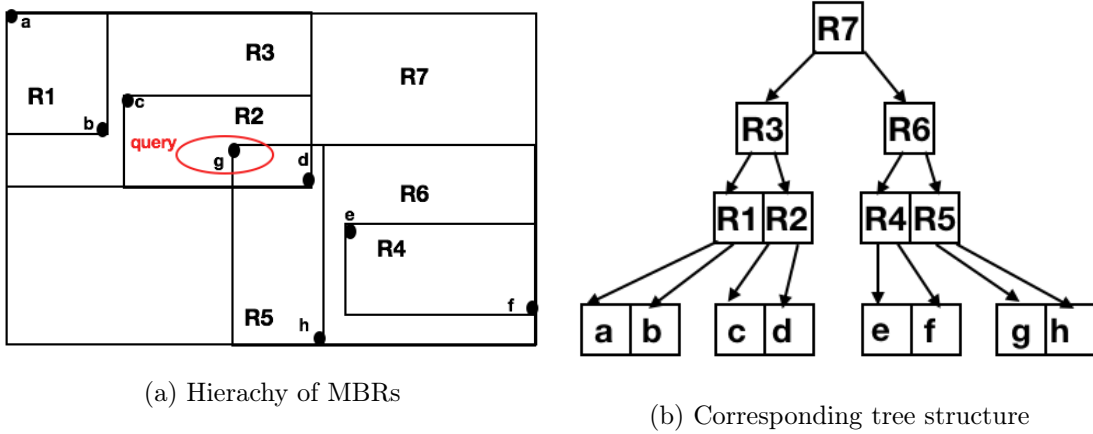 a
R3
R7
R1
c
R2
b
query
g
d
R6
e
R4
R5
f
h
(a) Hierachy of MBRs
R7
R3 R6
R1 R2 R4 R5
a b c d e f g h
(b) Corresponding tree structure